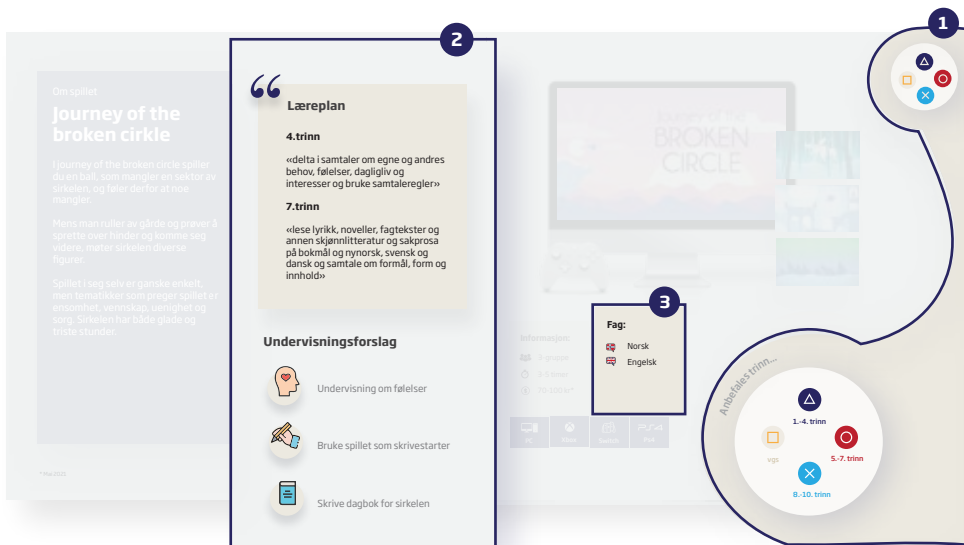 1
2
Om spillet
Journey of the
broken cirkle
I journey of the broken circle spiller
du en ball, som mangler en sektor av
sirkelen, og føler derfor at noe
mangler.
Mens man ruller av gårde og prøver å
sprette over hinder og komme seg
videre, møter sirkelen diverse
figurer.
Spillet i seg selv er ganske enkelt,
men tematikker som preger spillet er
ensomhet, vennskap, uenighet og
sorg. Sirkelen har både glade og
triste stunder.
Læreplan
4.trinn
«delta i samtaler om egne og andres
behov, følelser, dagligliv og
interesser og bruke samtaleregler»
7.trinn
«lese lyrikk, noveller, fagtekster og
annen skjønnlitteratur og sakprosa
på bokmål og nynorsk, svensk og
dansk og samtale om formål, form og
innhold»
Undervisningsforslag
Undervisning om følelser
Bruke spillet som skrivestarter
Skrive dagbok for sirkelen
BROKEN
CIRCLE
3
Fag:
Norsk
Engelsk
Informasjon:
PC
Xbox
Switch
PS4
Ps4
Anbefales trinn...
1.-4. trinn
vgs
5.-7. trinn
8.-10. trinn